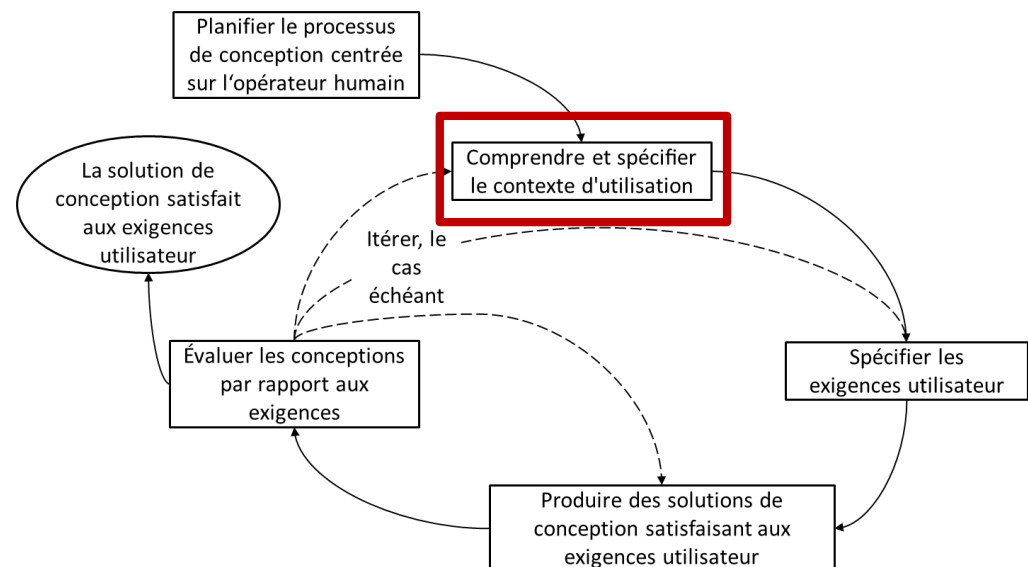 Planifier le processus
de conception centrée
sur l‘opérateur humain
Comprendre et spécifier
le contexte d'utilisation
La solution de
conception satisfait
aux exigences
utilisateur
Itérer, le
cas
échéant
Évaluer les conceptions
par rapport aux
exigences
Spécifier les
exigences utilisateur
Produire des solutions de
conception satisfaisant aux
exigences utilisateur